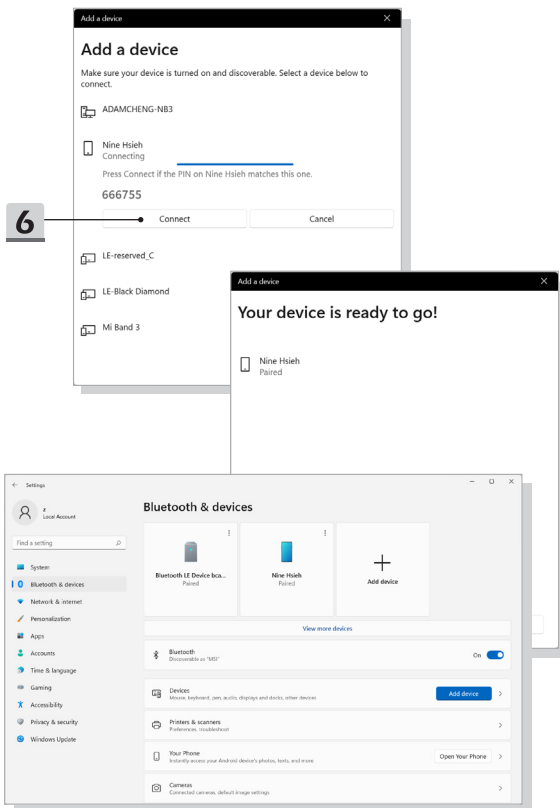 Add a device
Add a device
Make sure your device is turned on and discoverable. Select a device below to
connect.
ADAMCHENG-NB3
Nine Hsieh
Connecting
Press Connect if the PIN on Nine Hsieh matches this one.
666755
6
Connect
Cancel
LE-reserved_C
LE-Black Diamond
Mi Band 3
Add a device
Your device is ready to go!
Nine Hsieh
Paired
Settings
Local Account
Find a setting
System
Bluetooth & devices
Network & internet
Personalization
Apps
Accounts
Time & language
Gaming
Accessibility
Privacy & security
Windows Update
Bluetooth & devices
Bluetooth LE Device bca...
Paired
Nine Hsieh
Paired
Add device
View more devices
Bluetooth
Discoverable as "MSI"
On
Devices
Mouse, keyboard, pen, audio, displays and docks, other devices
Add device
Printers & scanners
Preferences, troubleshoot
Your Phone
Instantly access your Android device's photos, texts, and more
Open Your Phone
Cameras
Connected cameras, default image settings